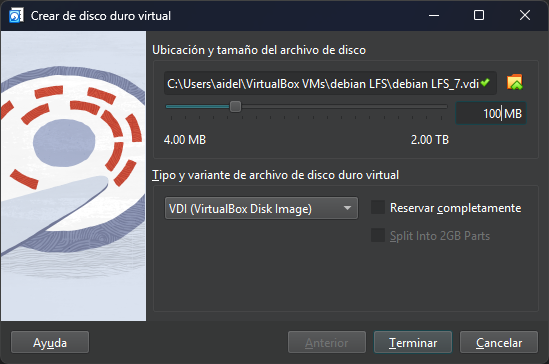 Crear de disco duro virtual
Ubicación y tamaño del archivo de disco
C:\Users\aidel\VirtualBox VMs\debian LFS\debian LFS_7.vdi
100 MB
4.00 MB 2.00 TB
Tipo y variante de archivo de disco duro virtual
VDI (VirtualBox Disk Image) Reservar completamente
Split Into 2GB Parts
Ayuda Anterior Terminar Cancelar